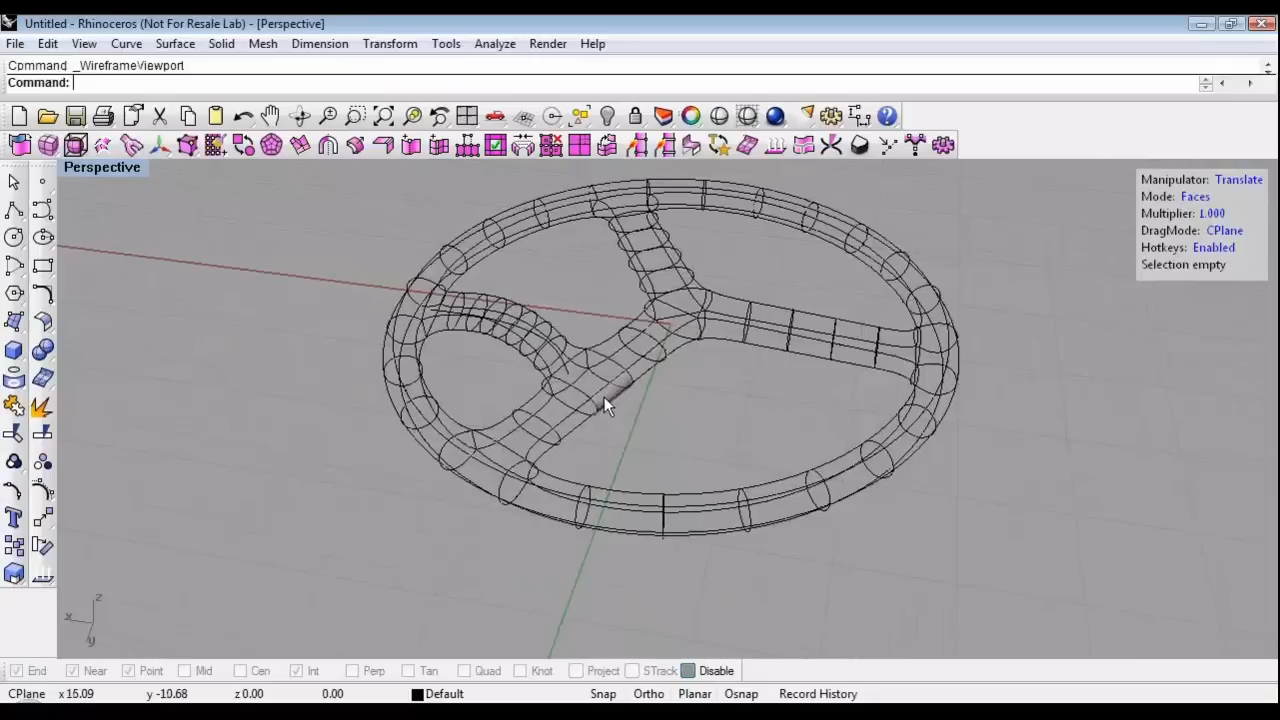 Untitled - Rhinoceros (Not For Resale Lab) - [Perspective]
File Edit View Curve Surface Solid Mesh Dimension Transform Tools Analyze Render Help
Command _WireframeViewport
Command:
Perspective
Manipulator: Translate
Mode: Faces
Multiplier: 1.000
DragMode: CPlane
Hotkeys: Enabled
Selection empty
z
x
y
End Near Point Mid Cen Int Perp Tan Quad Knot Project STrack Disable
CPlane x 15.09 y -10.68 z 0.00 0.00 Default Snap Ortho Planar Osnap Record History